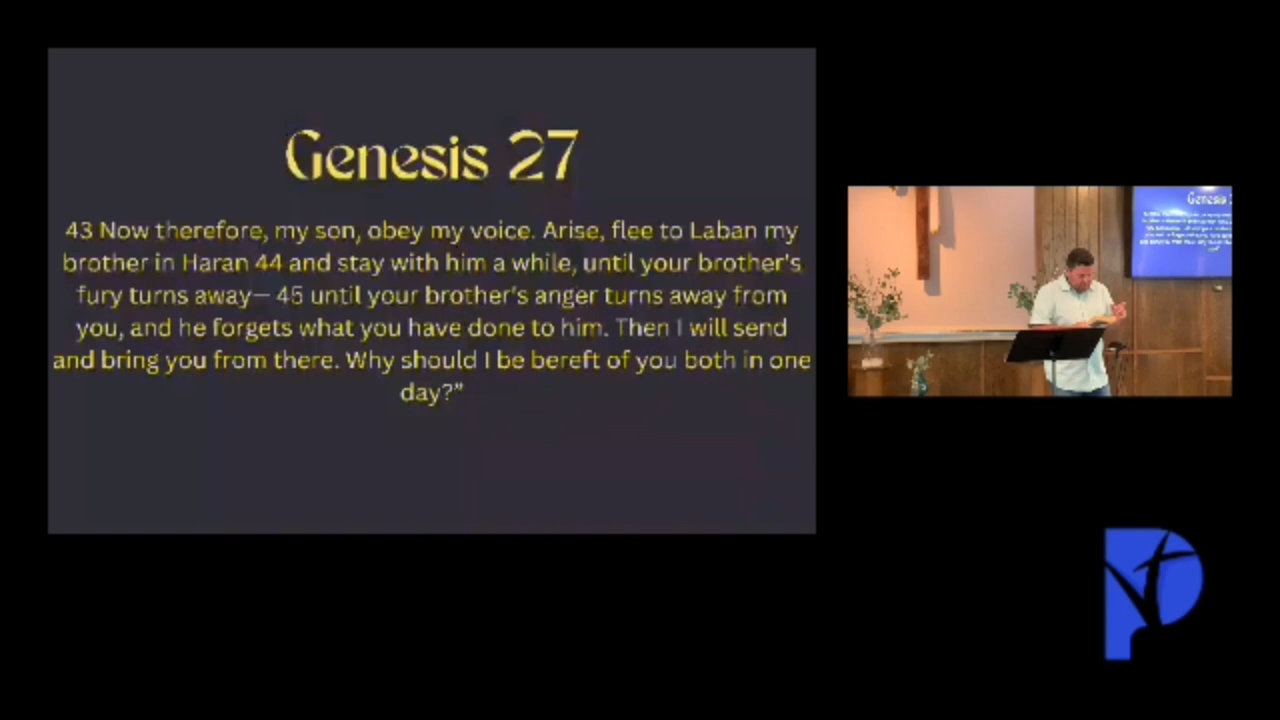 Genesis 27
43 Now therefore, my son, obey my voice. Arise, flee to Laban my
brother in Haran 44 and stay with him a while, until your brother's
fury turns away— 45 until your brother's anger turns away from
you, and he forgets what you have done to him. Then I will send
and bring you from there. Why should I be bereft of you both in one
day?”
Genesis
P